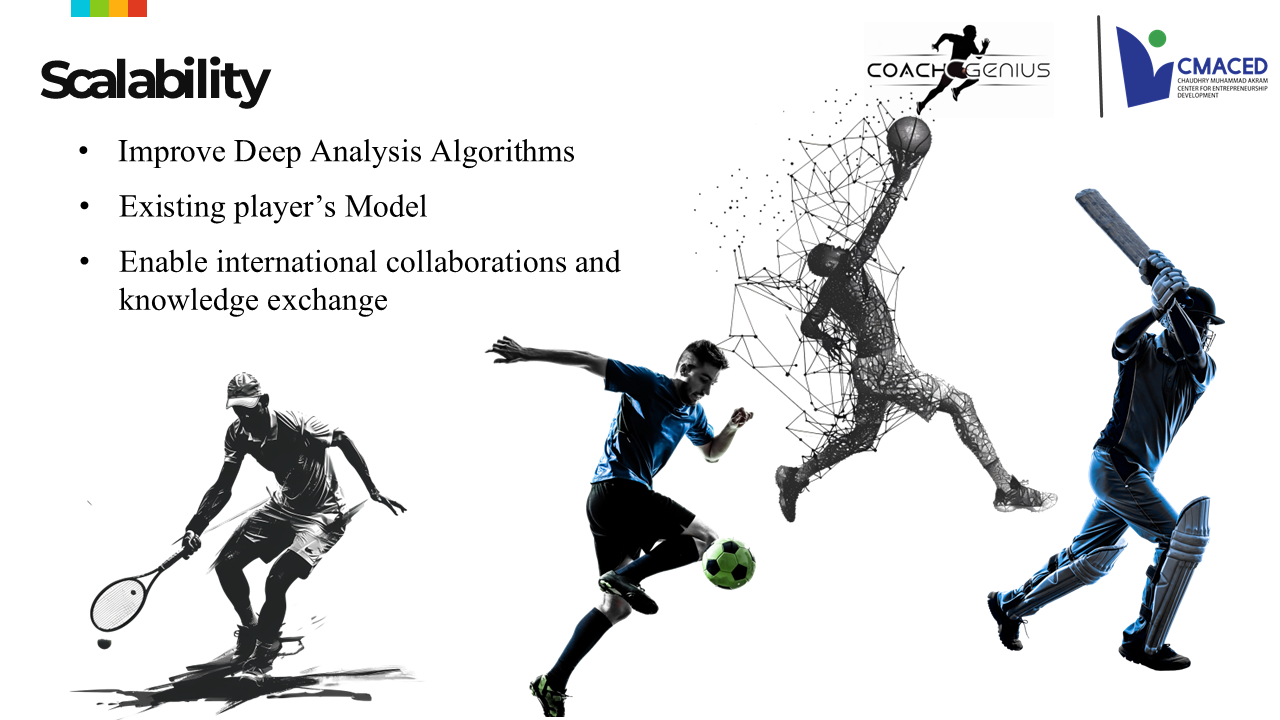 Scalability
COACH GENIUS
CMACED
CHAUDHRY MUHAMMAD AKRAM
CENTER FOR ENTREPRENEURSHIP
DEVELOPMENT
• Improve Deep Analysis Algorithms
• Existing player’s Model
• Enable international collaborations and
knowledge exchange